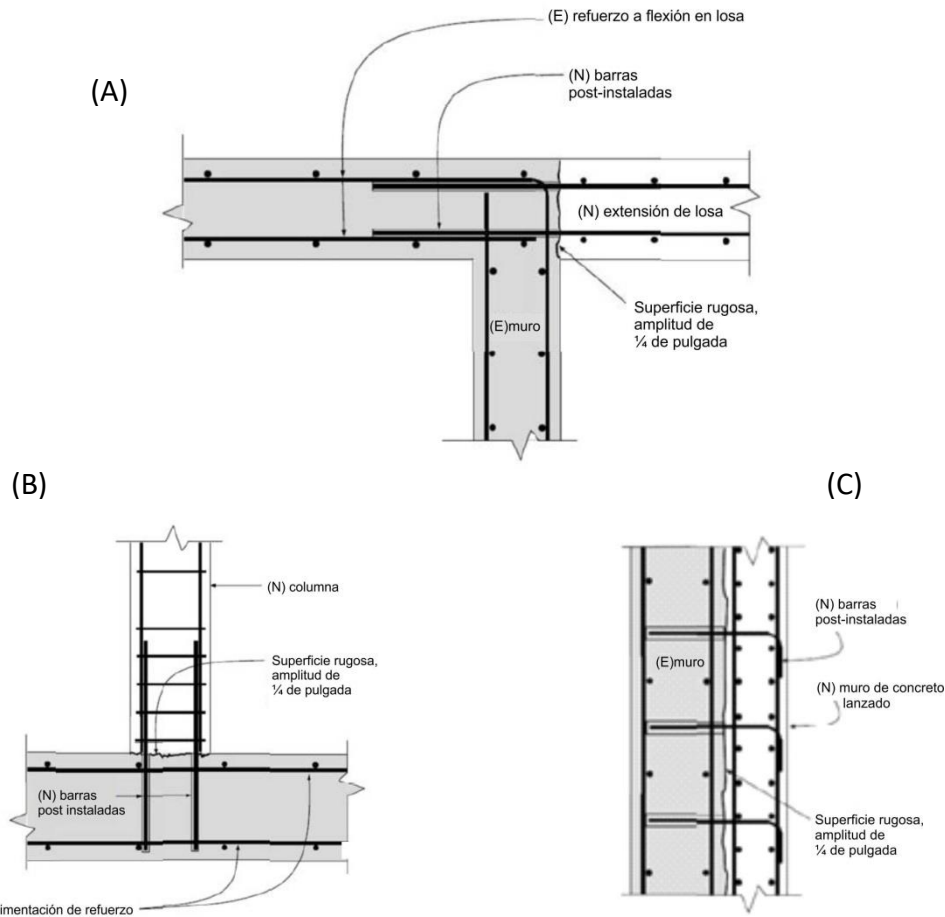 (E) refuerzo a flexión en losa
(A)
(N) barras
post-instaladas
(N) extensión de losa
Superficie rugosa,
amplitud de
¼ de pulgada
(E)muro
(B)
(C)
(N) columna
Superficie rugosa,
amplitud de
¼ de pulgada
(N) barras
post instaladas
imentación de refuerzo
(N) barras
post-instaladas
(E)muro
(N) muro de concreto
lanzado
Superficie rugosa,
amplitud de
¼ de pulgada